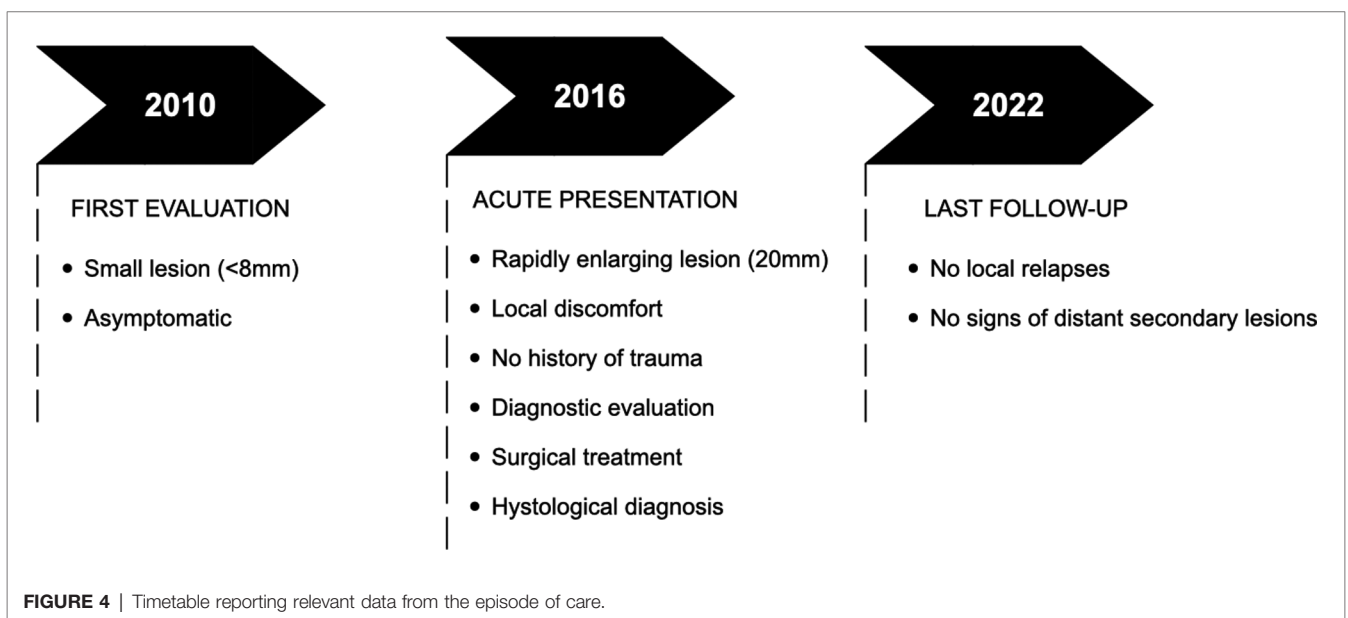 2010
FIRST EVALUATION
• Small lesion (<8mm)
• Asymptomatic
2016
ACUTE PRESENTATION
• Rapidly enlarging lesion (20mm)
• Local discomfort
• No history of trauma
• Diagnostic evaluation
• Surgical treatment
• Hystological diagnosis
2022
LAST FOLLOW-UP
• No local relapses
• No signs of distant secondary lesions
FIGURE 4 | Timetable reporting relevant data from the episode of care.